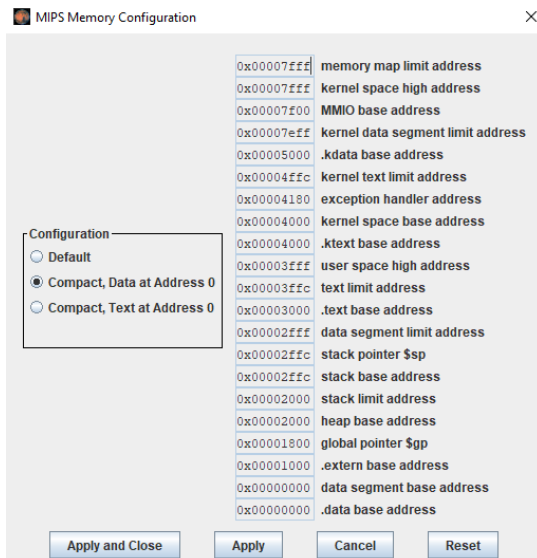 MIPS Memory Configuration
0x00007fff memory map limit address
0x00007fff kernel space high address
0x00007f00 MMIO base address
0x00007eff kernel data segment limit address
0x00005000 .kdata base address
0x00004ffc kernel text limit address
0x00004180 exception handler address
0x00004000 kernel space base address
0x00004000 .ktext base address
0x00003fff user space high address
0x00003ffc text limit address
0x00003000 .text base address
0x00002fff data segment limit address
0x00002ffc stack pointer $sp
0x00002ffc stack base address
0x00002000 stack limit address
0x00002000 heap base address
0x00001800 global pointer $gp
0x00001000 .extern base address
0x00000000 data segment base address
0x00000000 .data base address
Configuration
Default
Compact, Data at Address 0
Compact, Text at Address 0
Apply and Close Apply Cancel Reset